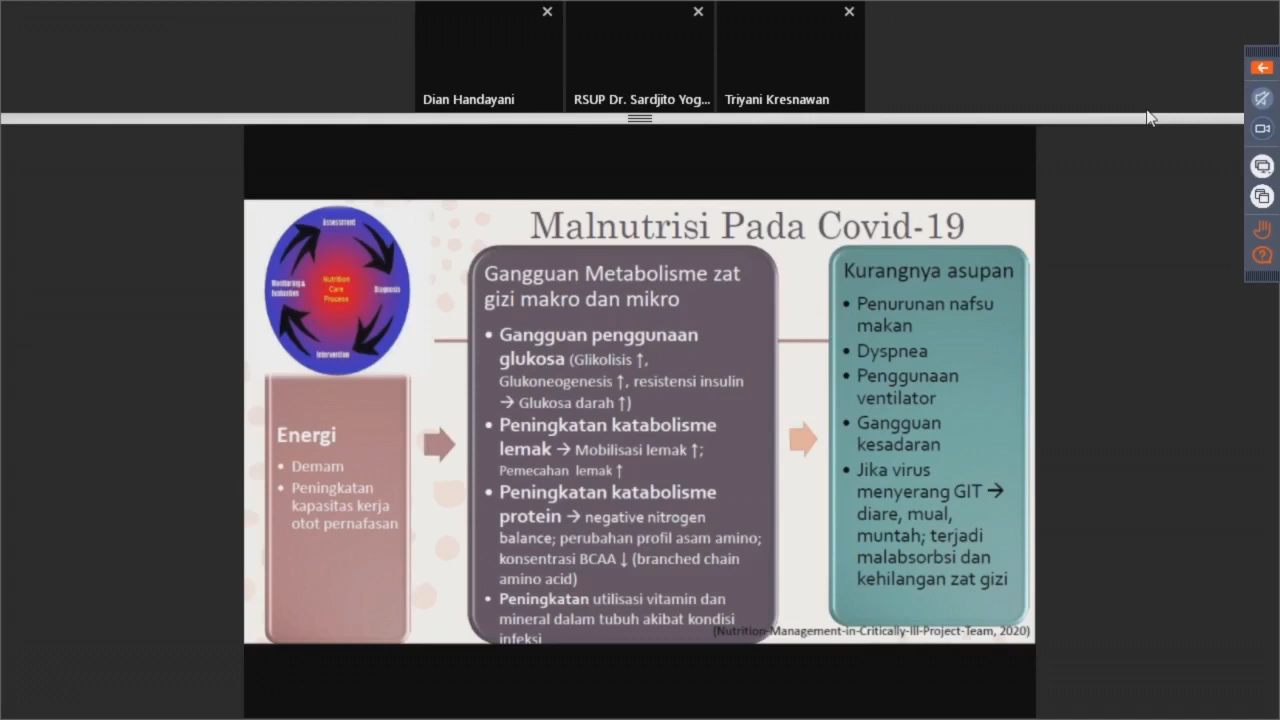 Dian Handayani
RSUP Dr. Sardjito Yog...
Triyani Kresnawan
Malnutrisi Pada Covid-19
Assessment
Diagnosis
Intervention
Monitoring &
Evaluation
Nutrition
Care
Process
Energi
• Demam
• Peningkatan
kapasitas kerja
otot pernafasan
Gangguan Metabolisme zat
gizi makro dan mikro
• Gangguan penggunaan
glukosa (Glikolisis ↑,
Glukoneogenesis ↑, resistensi insulin
→ Glukosa darah ↑)
• Peningkatan katabolisme
lemak → Mobilisasi lemak ↑;
Pemecahan lemak ↑
• Peningkatan katabolisme
protein → negative nitrogen
balance; perubahan profil asam amino;
konsentrasi BCAA ↓ (branched chain
amino acid)
• Peningkatan utilisasi vitamin dan
mineral dalam tubuh akibat kondisi
infeksi
Kurangnya asupan
• Penurunan nafsu
makan
• Dyspnea
• Penggunaan
ventilator
• Gangguan
kesadaran
• Jika virus
menyerang GIT →
diare, mual,
muntah; terjadi
malabsorbsi dan
kehilangan zat gizi
(Nutrition-Management-in-Critically-Ill-Project-Team, 2020)